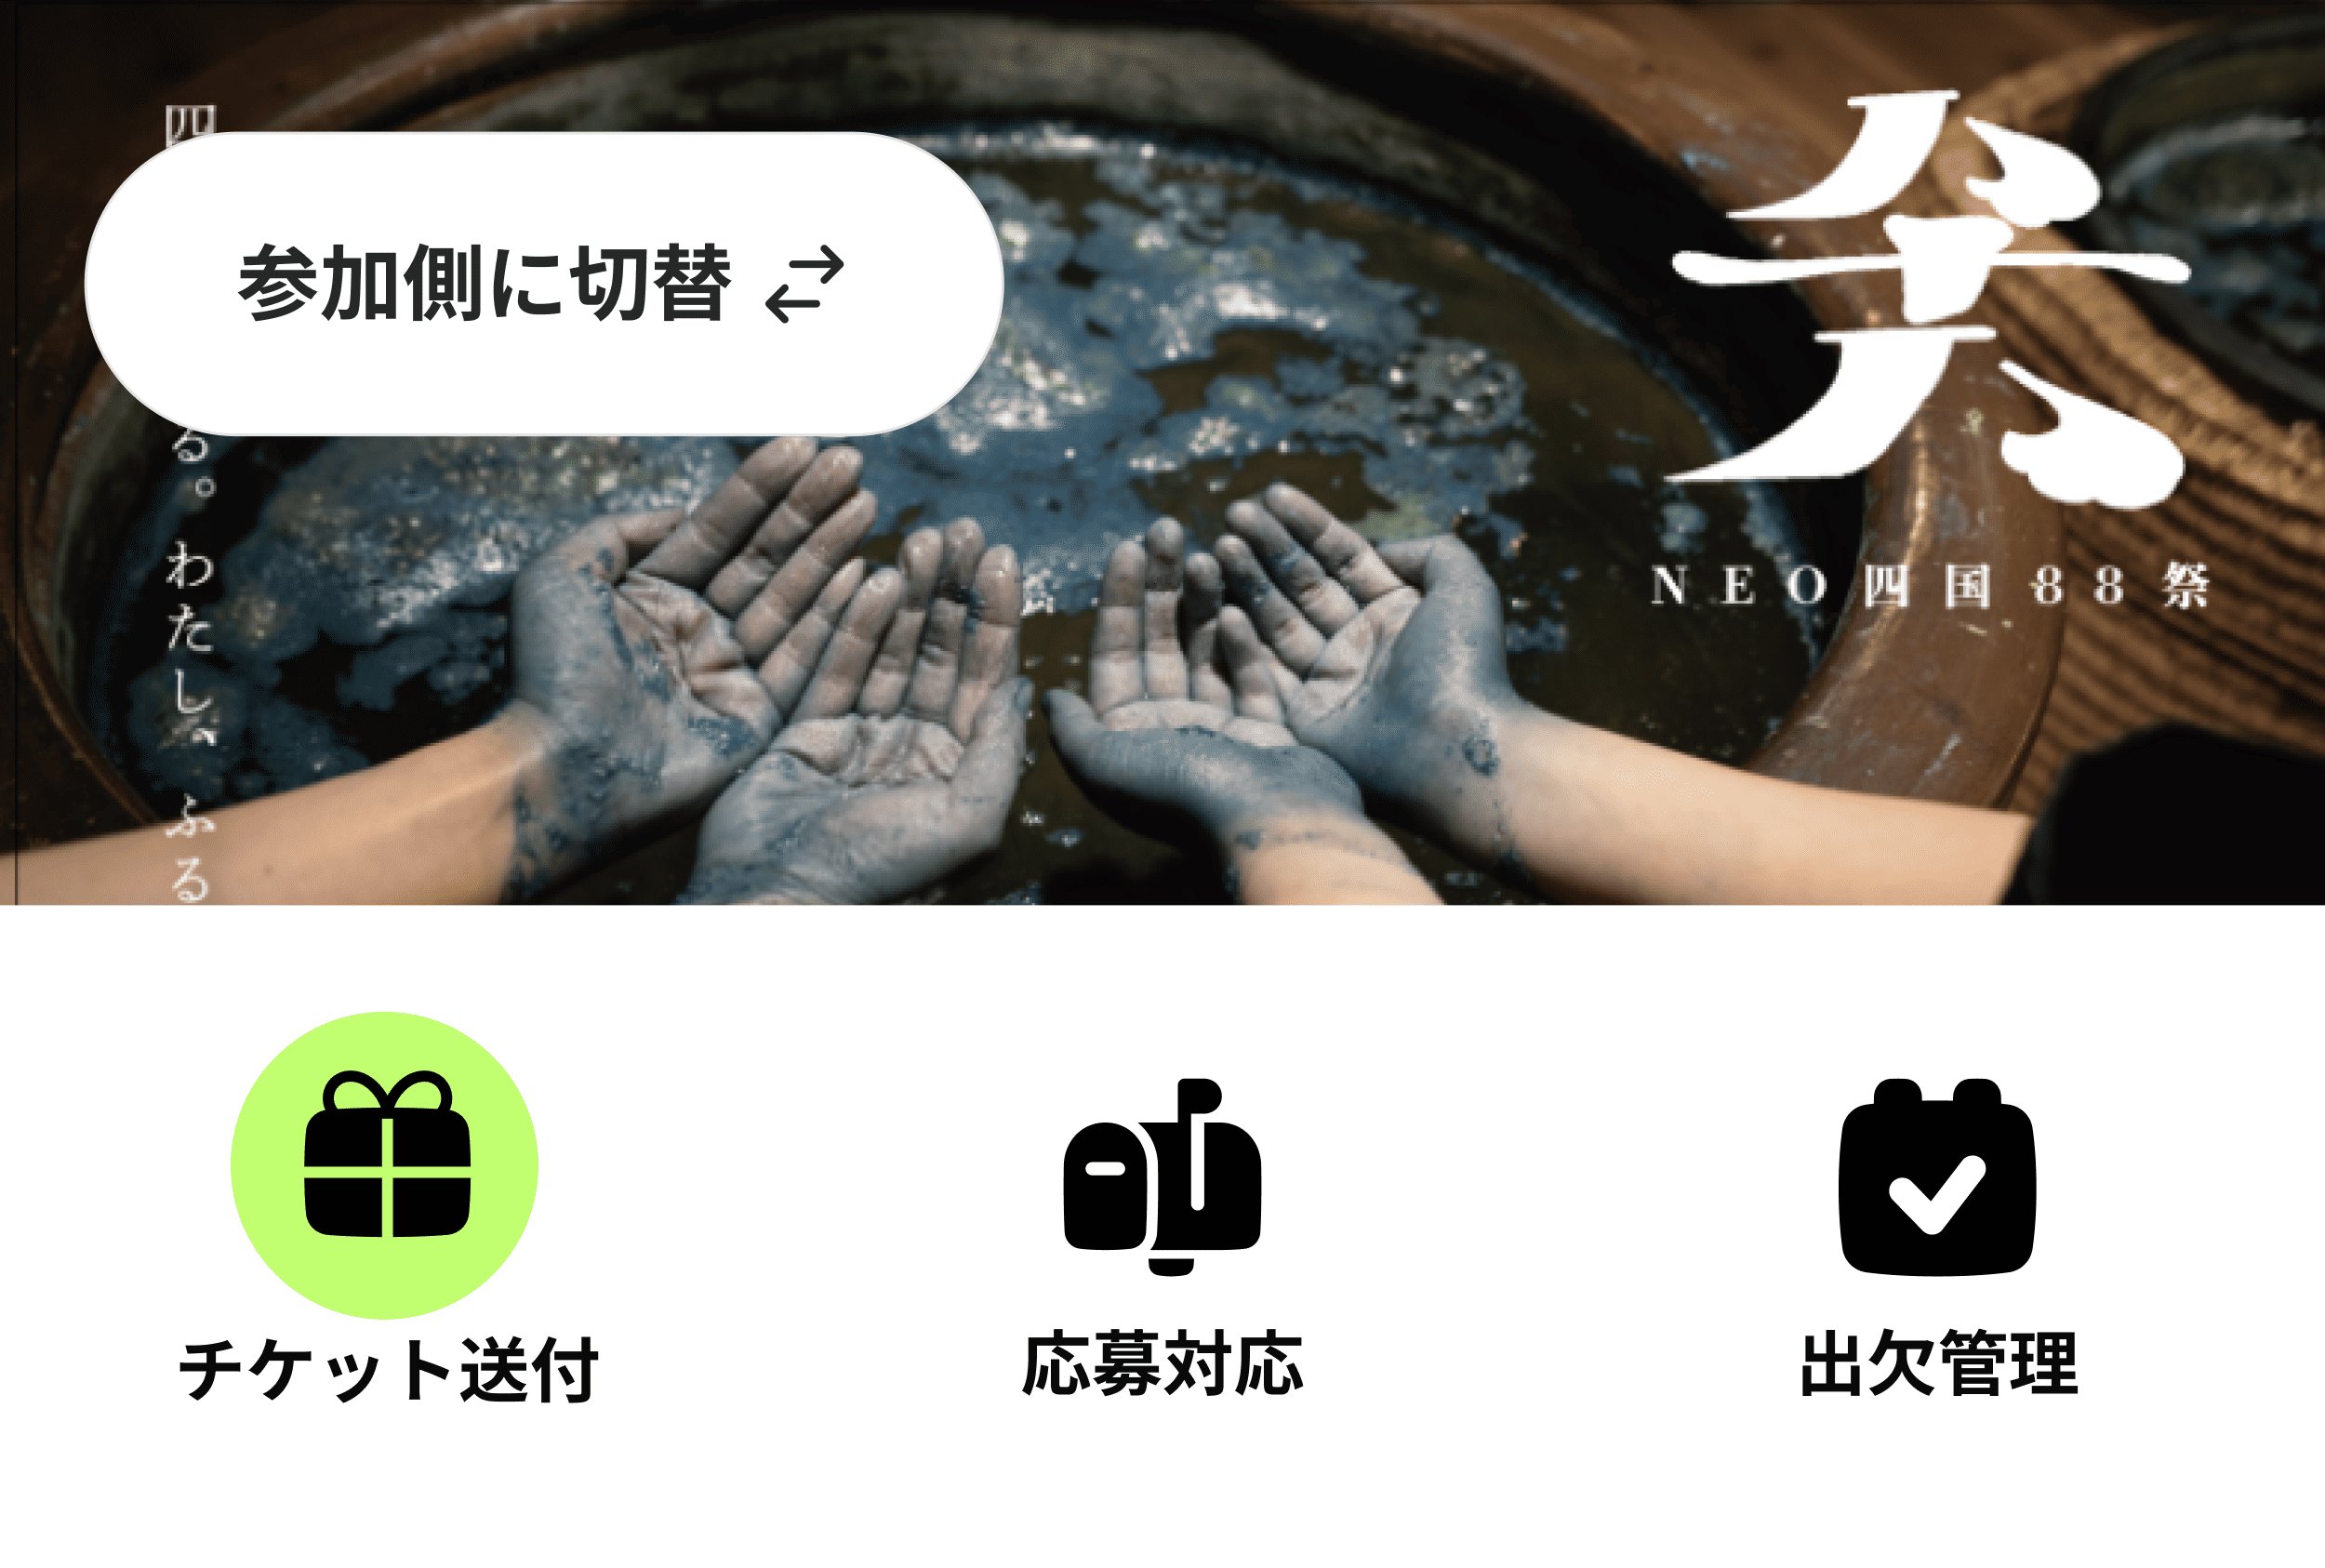 参加側に切替
四
る。わたし、ふる
NEO四国88祭
チケット送付
応募対応
出欠管理